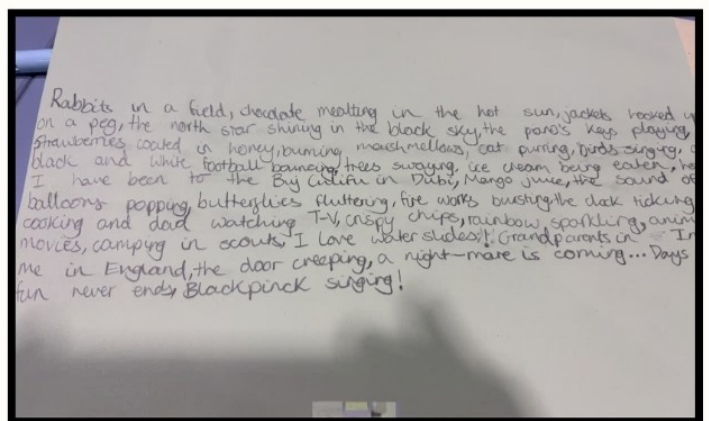 Rabbits in a field, chocolate mealting in the hot sun, jackets hooked u
on a peg, the north star shining in the black sky, the pano's keys playing,
Strawberries coated in honey, burning marshmellows, cat purring, birds singing, a
black and white football bouncing, trees swaying, ice cream being eaten, he
I have been to the Burj Calilifu in Dubi, Mango juice, the sound of
balloons popping, butterflies fluttering, fire works bursting, the clock ticking
cooking and dad watching T-V, crispy chips, rainbow sparkling, anim
movies, camping in scouts, I love water slides!! Grandparents in In
me in England, the door creeping, a night-mare is coming... Days
fun never ends, Blackpinck singing!